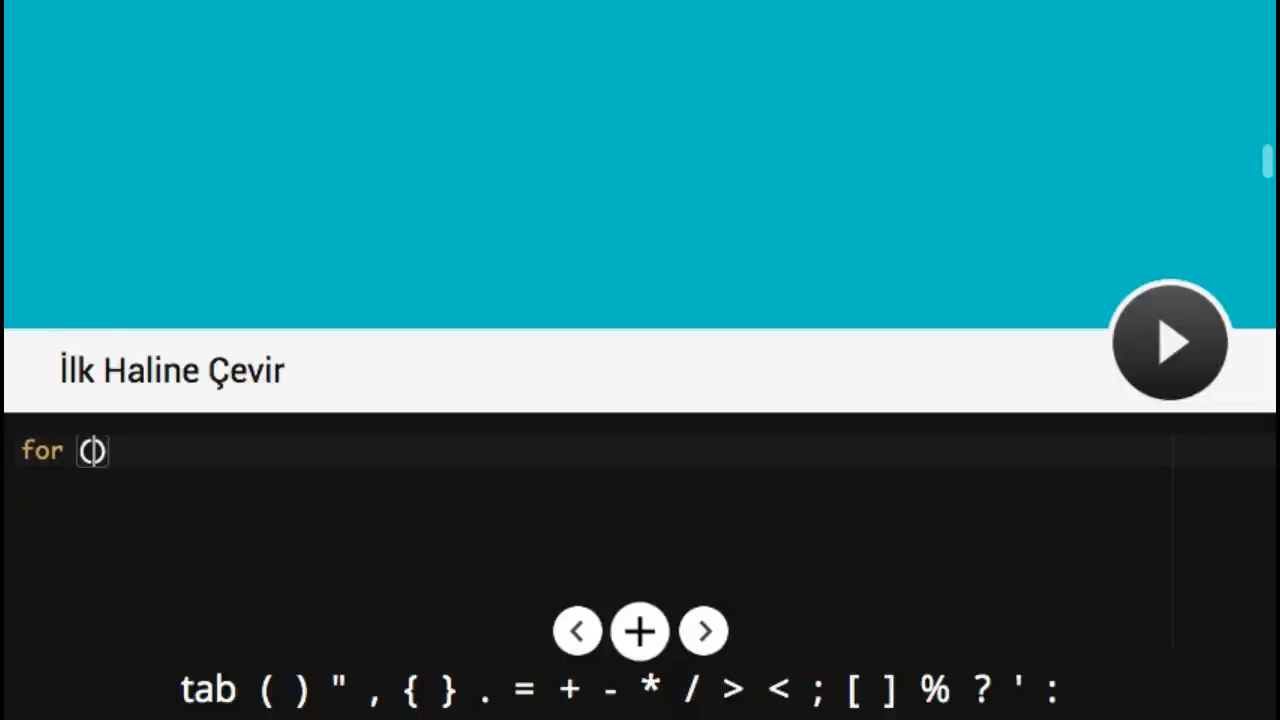 İlk Haline Çevir
for ()
tab ( ) " , { } . = + - * / > < ; [ ] % ? ' :